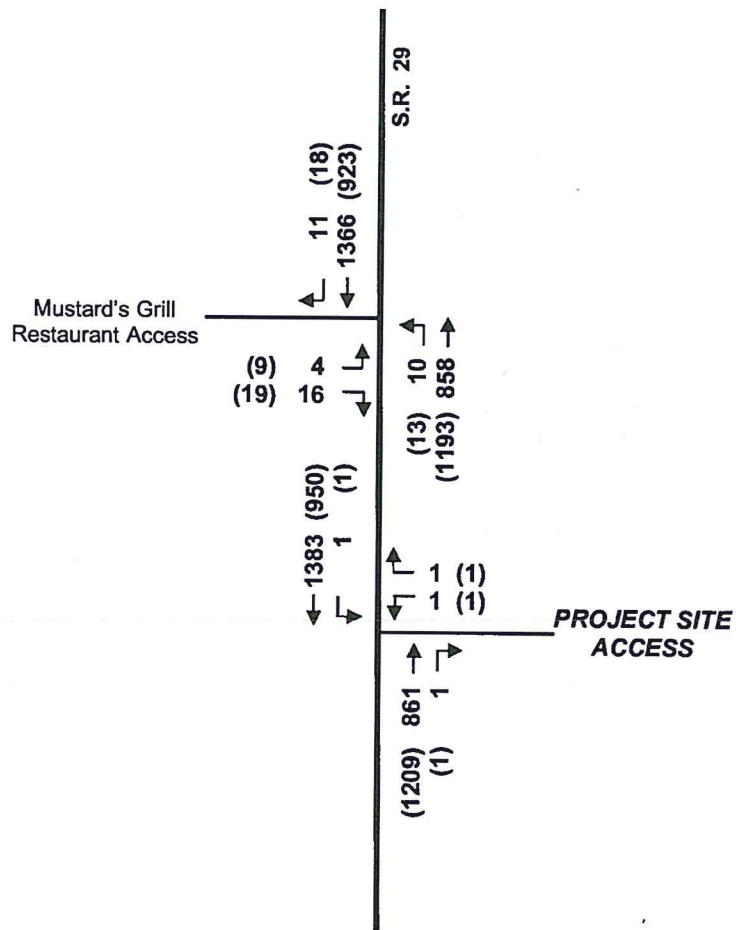 S.R. 29
11 (18)
1366 (923)
Mustard's Grill
Restaurant Access
(9) 4
(19) 16
(13) 10
(1193) 858
1383 (950)
1 (1)
1 (1)
1 (1)
PROJECT SITE
ACCESS
(1209) 861
(1) 1